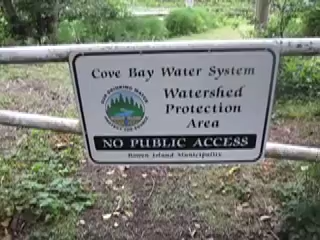 Cove Bay Water System
Watershed
Protection
Area
NO PUBLIC ACCESS
Bowen Island Municipality